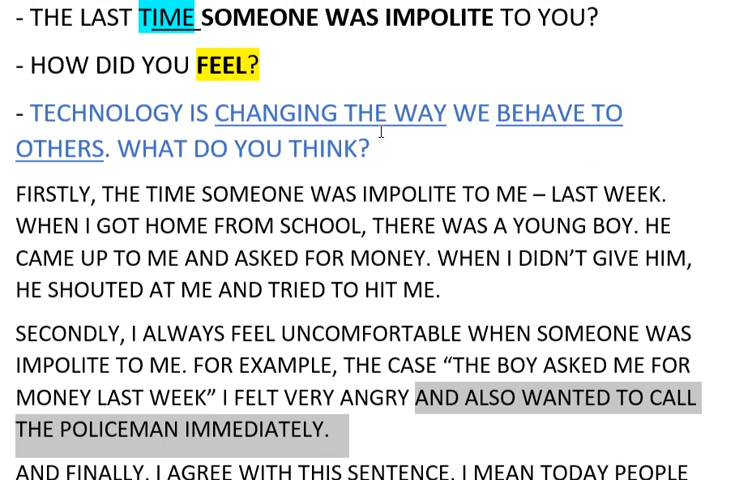 - THE LAST TIME SOMEONE WAS IMPOLITE TO YOU?
- HOW DID YOU FEEL?
- TECHNOLOGY IS CHANGING THE WAY WE BEHAVE TO
OTHERS. WHAT DO YOU THINK?
FIRSTLY, THE TIME SOMEONE WAS IMPOLITE TO ME – LAST WEEK.
WHEN I GOT HOME FROM SCHOOL, THERE WAS A YOUNG BOY. HE
CAME UP TO ME AND ASKED FOR MONEY. WHEN I DIDN'T GIVE HIM,
HE SHOUTED AT ME AND TRIED TO HIT ME.
SECONDLY, I ALWAYS FEEL UNCOMFORTABLE WHEN SOMEONE WAS
IMPOLITE TO ME. FOR EXAMPLE, THE CASE “THE BOY ASKED ME FOR
MONEY LAST WEEK” I FELT VERY ANGRY AND ALSO WANTED TO CALL
THE POLICEMAN IMMEDIATELY.
AND FINALLY, I AGREE WITH THIS SENTENCE. I MEAN TODAY PEOPLE